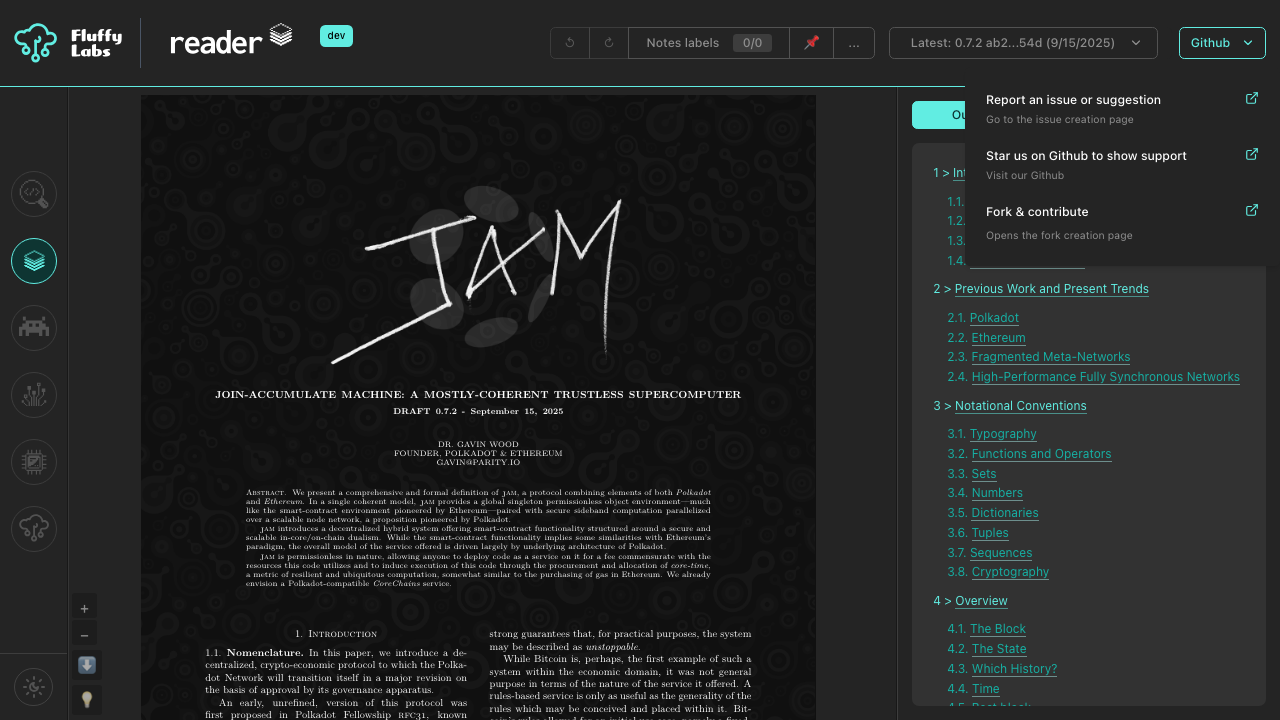 Fluffy Labs
reader
dev
Notes labels 0/0
...
Latest: 0.7.2 ab2...54d (9/15/2025)
Github
Report an issue or suggestion
Go to the issue creation page
Star us on Github to show support
Visit our Github
Fork & contribute
Opens the fork creation page
JAM
JOIN-ACCUMULATE MACHINE: A MOSTLY-COHERENT TRUSTLESS SUPERCOMPUTER
DRAFT 0.7.2 - September 15, 2025
DR. GAVIN WOOD
FOUNDER, POLKADOT & ETHEREUM
GAVIN@PARITY.IO
Abstract. We present a comprehensive and formal definition of JAM, a protocol combining elements of both Polkadot
and Ethereum. In a single coherent model, JAM provides a global singleton permissionless object environment—much
like the smart-contract environment pioneered by Ethereum—paired with secure sideband computation parallelized
over a scalable node network, a proposition pioneered by Polkadot.
JAM introduces a decentralized hybrid system offering smart-contract functionality structured around a secure and
scalable in-core/on-chain dualism. While the smart-contract functionality implies some similarities with Ethereum's
paradigm, the overall model of the service offered is driven largely by underlying architecture of Polkadot.
JAM is permissionless in nature, allowing anyone to deploy code as a service on it for a fee commensurate with the
resources this code utilizes and to induce execution of this code through the procurement and allocation of core-time,
a metric of resilient and ubiquitous computation, somewhat similar to the purchasing of gas in Ethereum. We already
envision a Polkadot-compatible CoreChains service.
1. Introduction
1.1. Nomenclature. In this paper, we introduce a de-
centralized, crypto-economic protocol to which the Polka-
dot Network will transition itself in a major revision on
the basis of approval by its governance apparatus.
An early, unrefined, version of this protocol was
first proposed in Polkadot Fellowship RFC31, known
strong guarantees that, for practical purposes, the system
may be described as unstoppable.
While Bitcoin is, perhaps, the first example of such a
system within the economic domain, it was not general
purpose in terms of the nature of the service it offered. A
rules-based service is only as useful as the generality of the
rules which may be conceived and placed within it. Bit-
1 > Int
1.1.
1.2.
1.3.
1.4.
2 > Previous Work and Present Trends
2.1. Polkadot
2.2. Ethereum
2.3. Fragmented Meta-Networks
2.4. High-Performance Fully Synchronous Networks
3 > Notational Conventions
3.1. Typography
3.2. Functions and Operators
3.3. Sets
3.4. Numbers
3.5. Dictionaries
3.6. Tuples
3.7. Sequences
3.8. Cryptography
4 > Overview
4.1. The Block
4.2. The State
4.3. Which History?
4.4. Time